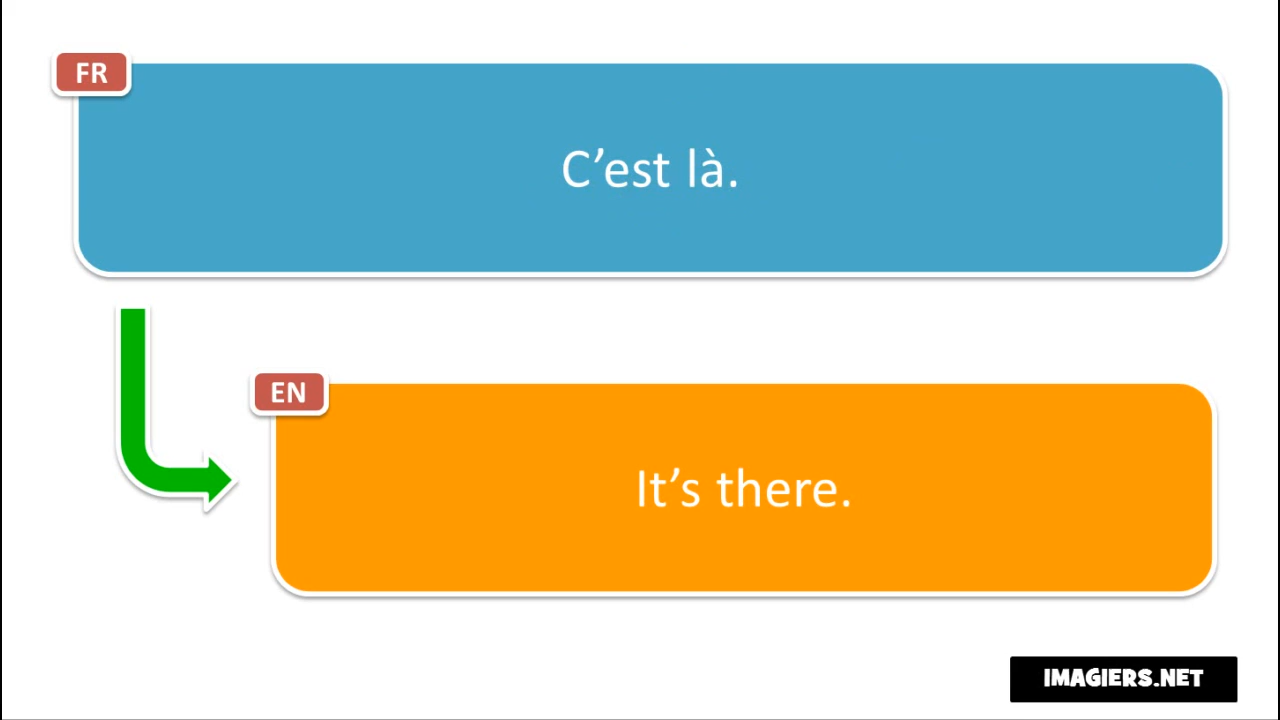 FR
C’est là.
EN
It’s there.
IMAGIERS.NET